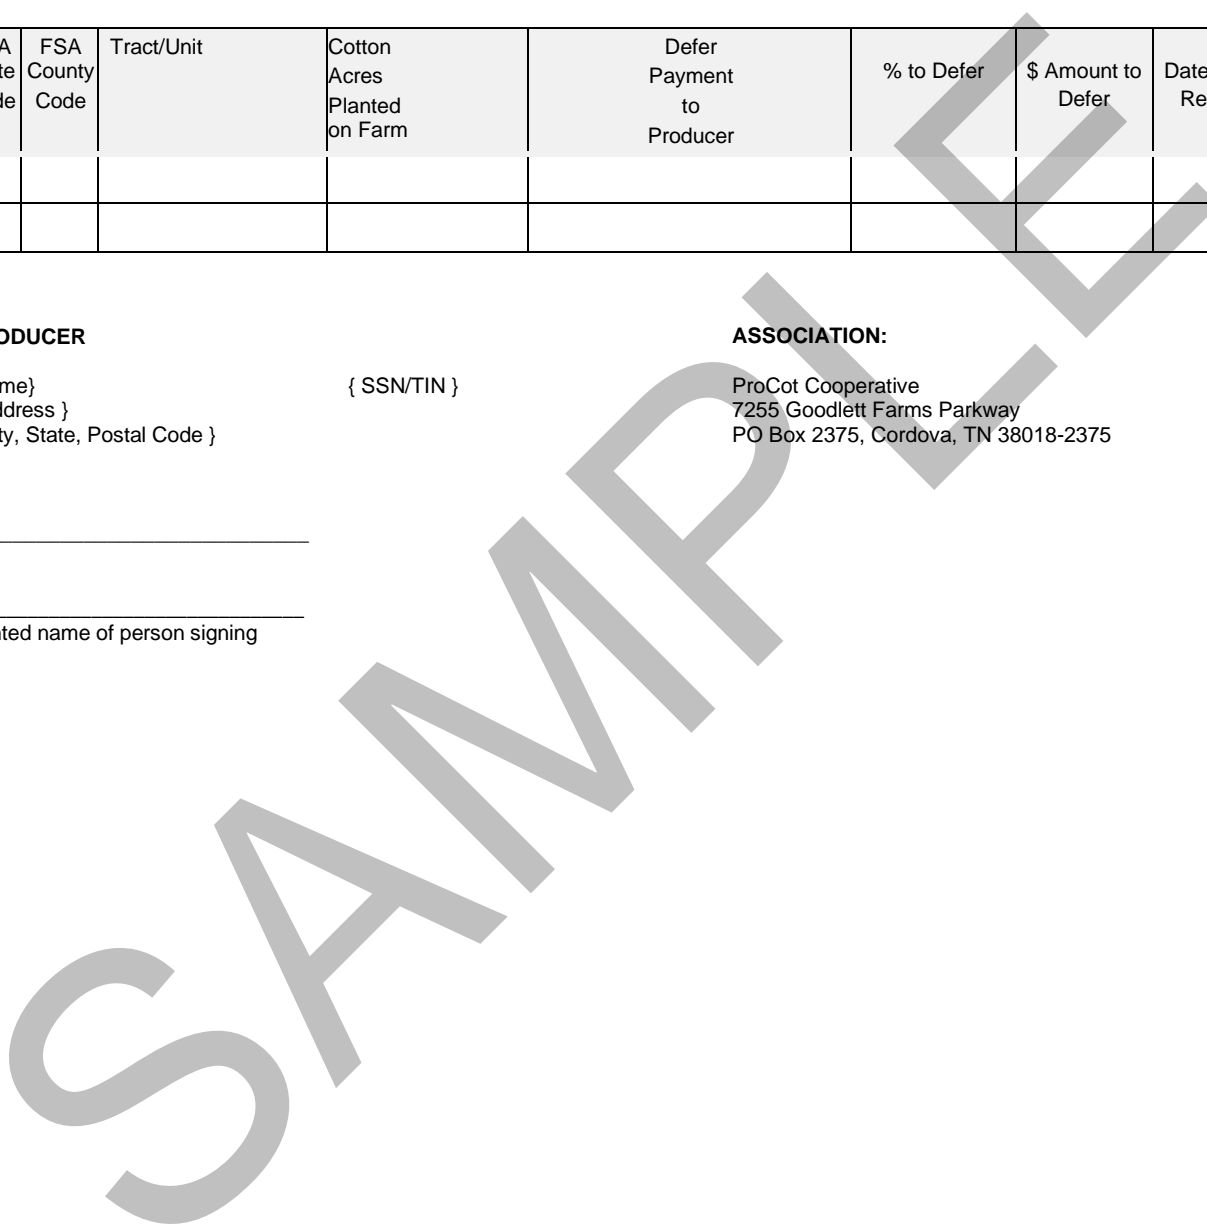 A FSA Tract/Unit Cotton Defer % to Defer $ Amount to Date
te County Acres Payment Defer Re
de Code Planted to
on Farm Producer
ODUCER ASSOCIATION:
me} { SSN/TIN } ProCot Cooperative
ddress } 7255 Goodlett Farms Parkway
ty, State, Postal Code } PO Box 2375, Cordova, TN 38018-2375
nted name of person signing
SAMPLE